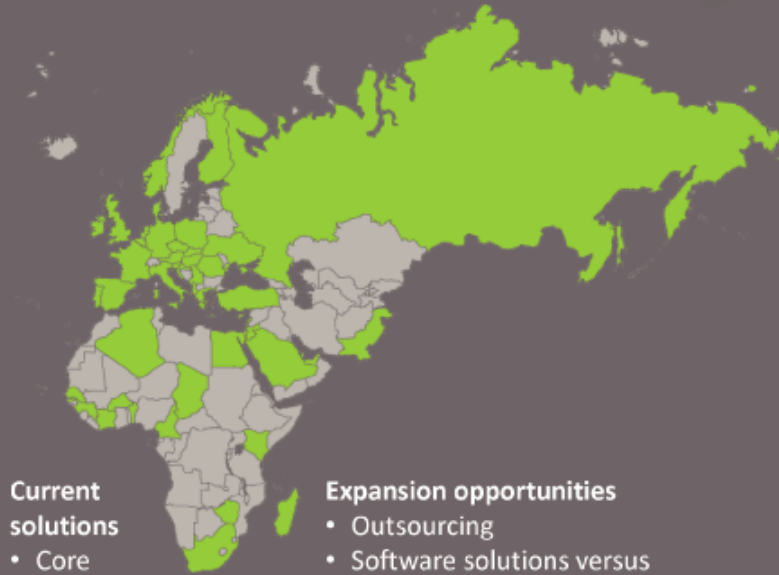 Current
solutions
• Core
Expansion opportunities
• Outsourcing
• Software solutions versus